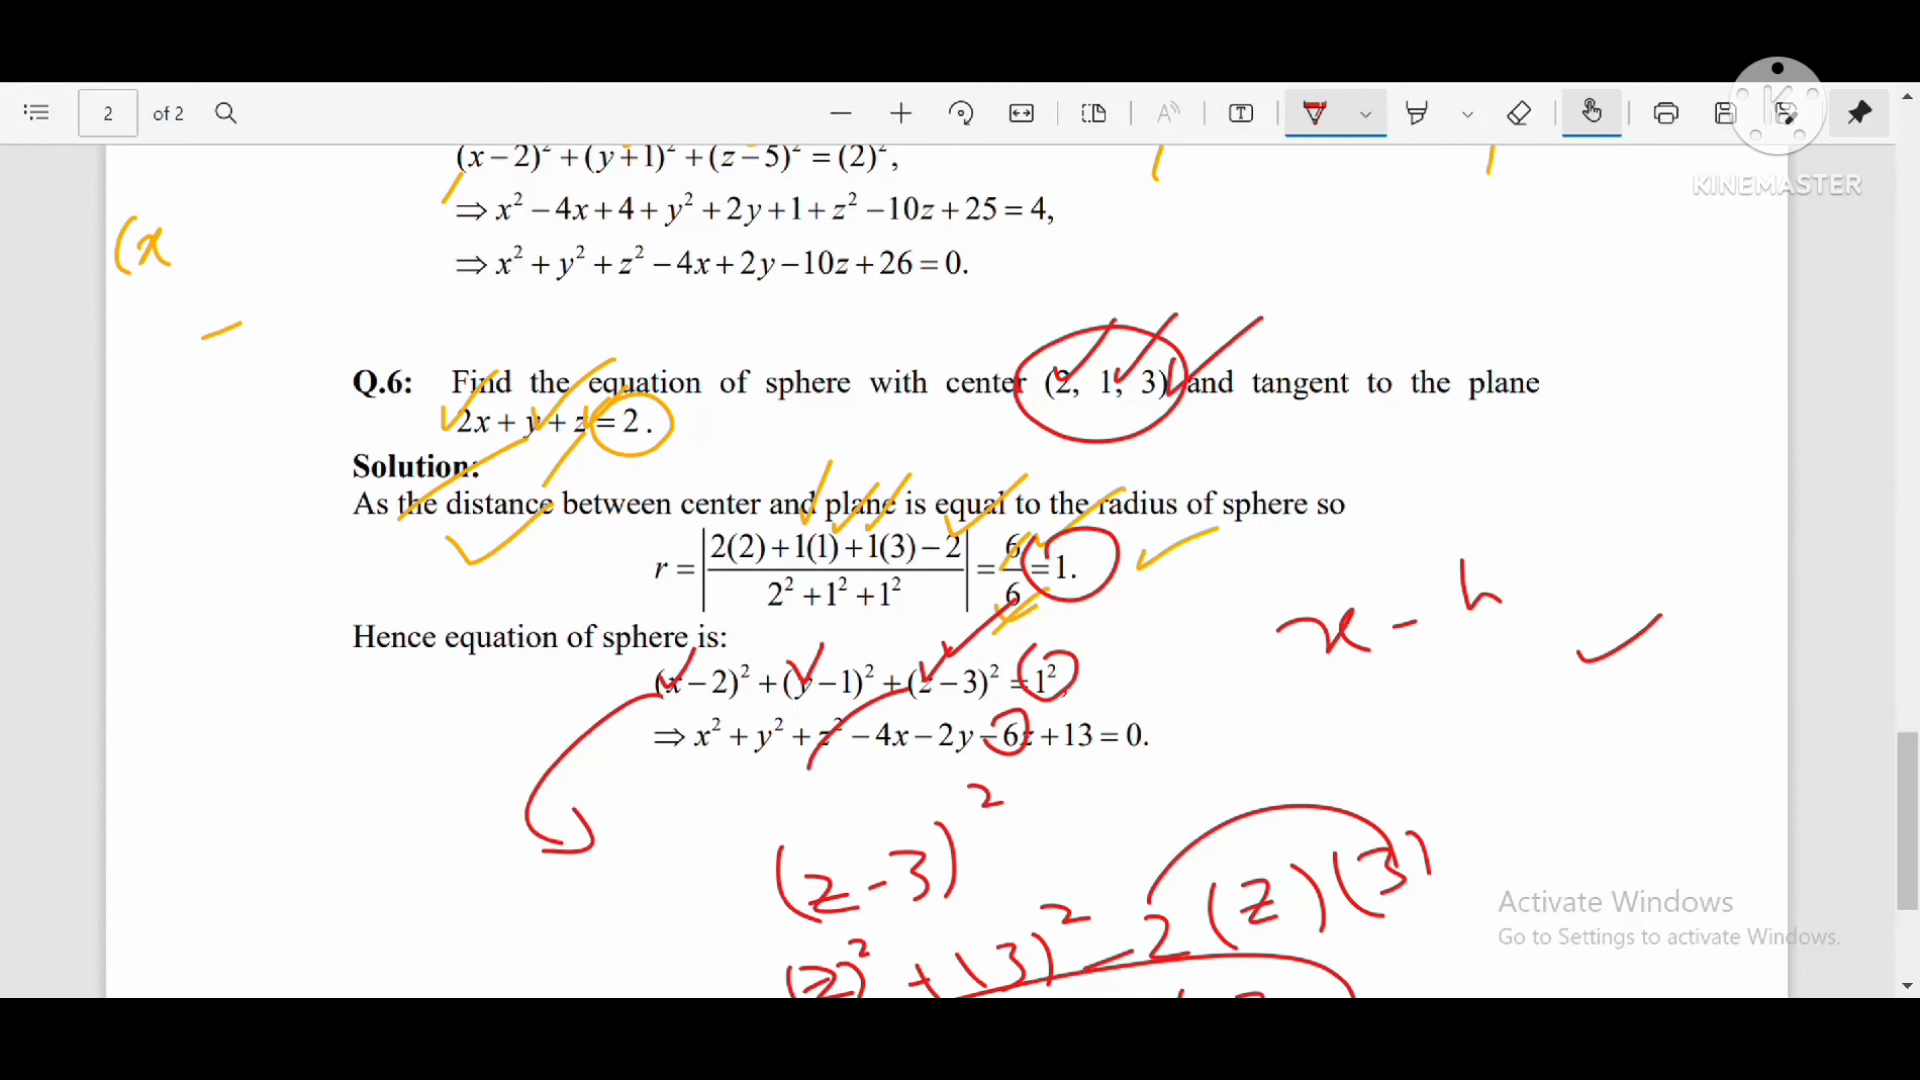 2 of 2
KINEMASTER
(x−2)² +(y+1)² +(z−5)² = (2)²,
(x
⇒ x² −4x+4+ y² +2y+1+ z² −10z+25 = 4,
⇒ x² + y² + z² −4x+2y−10z+26 = 0.
Q.6: Find the equation of sphere with center (2, 1, 3) and tangent to the plane
2x+ y+ z = 2.
Solution:
As the distance between center and plane is equal to the radius of sphere so
r = |(2(2)+1(1)+1(3)−2)/(2² +1² +1²)| = 6/6 = 1.
x - h
Hence equation of sphere is:
(x−2)² +(y−1)² +(z−3)² = 1²,
⇒ x² + y² + z² −4x−2y−6z+13 = 0.
(z-3)²
(z)² + (3)² - 2 (z) (3)
Activate Windows
Go to Settings to activate Windows.